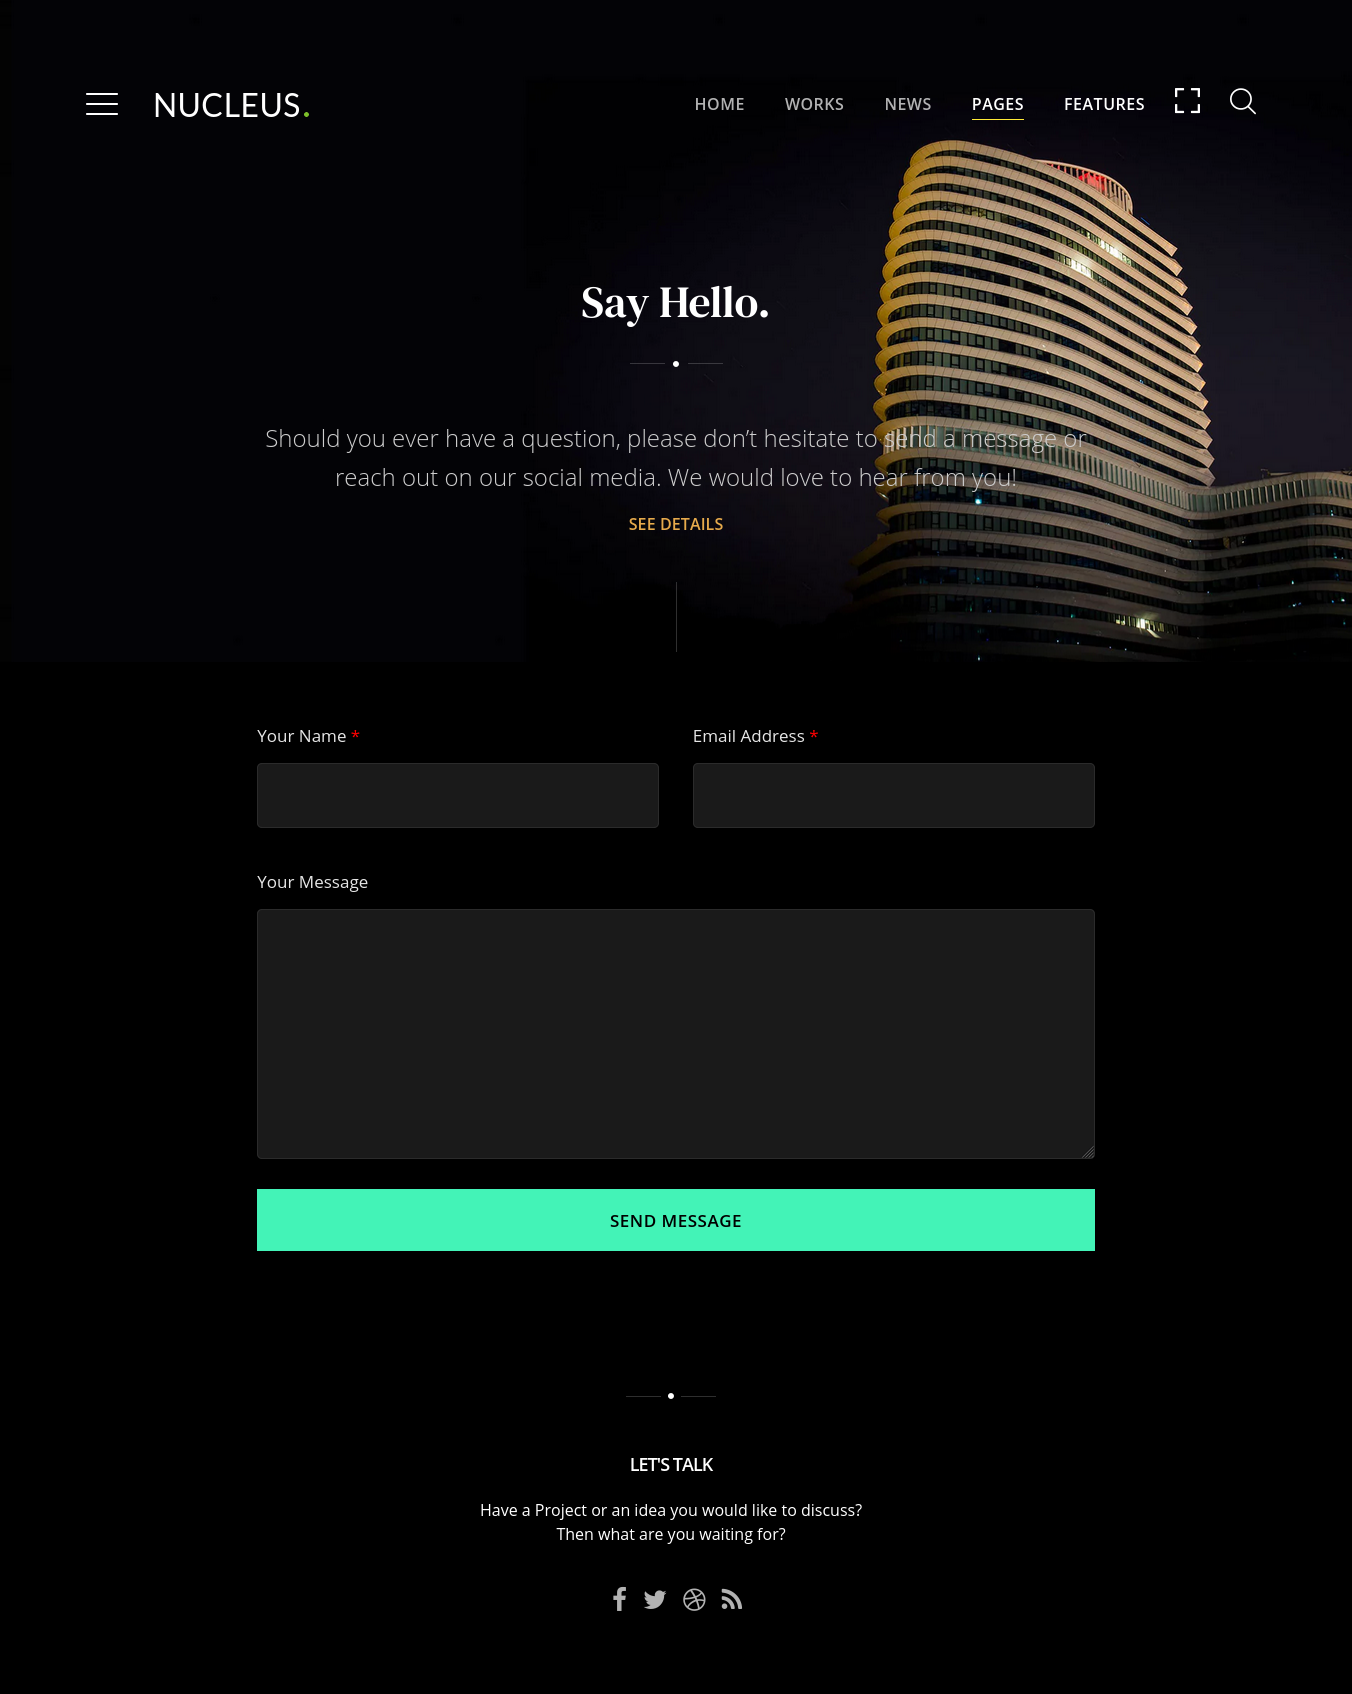 NUCLEUS.
HOME WORKS NEWS PAGES FEATURES
Say Hello.
Should you ever have a question, please don’t hesitate to send a message or
reach out on our social media. We would love to hear from you!
SEE DETAILS
Your Name *
Email Address *
Your Message
SEND MESSAGE
LET'S TALK
Have a Project or an idea you would like to discuss?
Then what are you waiting for?